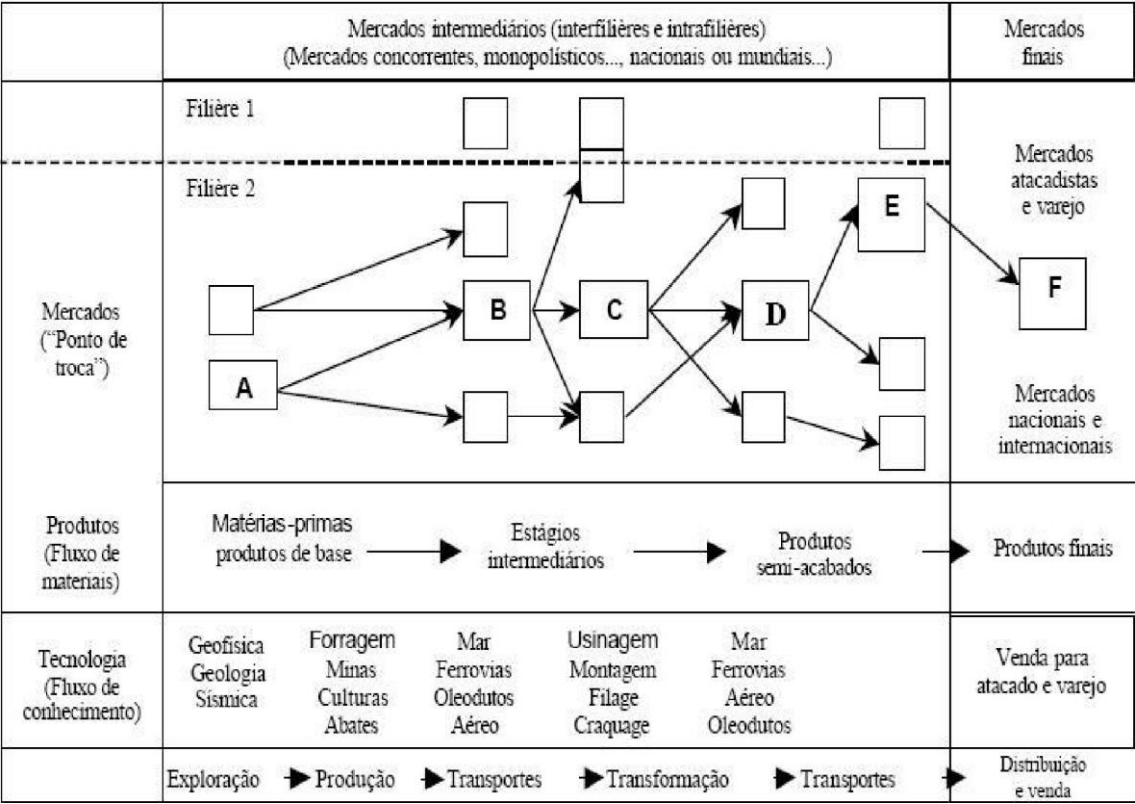 Mercados intermediários (interfilières e intrafilières)
(Mercados concorrentes, monopolísticos..., nacionais ou mundiais...)
Mercados
finais
Filière 1
Filière 2
Mercados
("Ponto de
troca")
A
B
C
D
E
F
Mercados
atacadistas
e varejo
Mercados
nacionais e
internacionais
Produtos
(Fluxo de
materiais)
Matérias-primas
produtos de base
Estágios
intermediários
Produtos
semi-acabados
Produtos finais
Tecnologia
(Fluxo de
conhecimento)
Geofísica
Geologia
Sísmica
Forragem
Minas
Culturas
Abates
Mar
Ferrovias
Oleodutos
Aéreo
Usinagem
Montagem
Filage
Craquage
Mar
Ferrovias
Aéreo
Oleodutos
Venda para
atacado e varejo
Exploração
Produção
Transportes
Transformação
Transportes
Distribuição
e venda